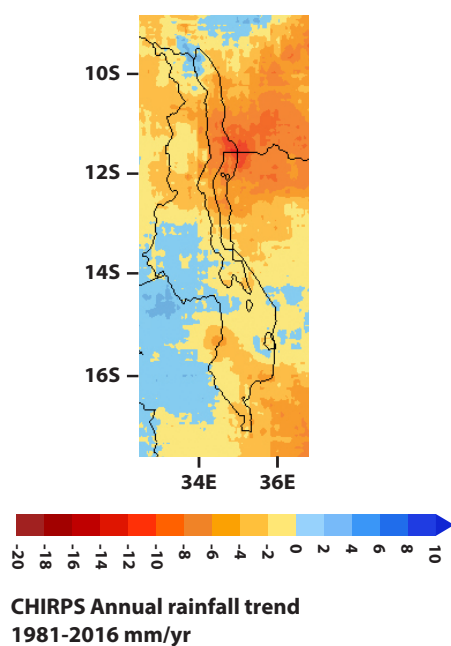 10S
12S
14S
16S
34E 36E
-20 -18 -16 -14 -12 -10 -8 -6 -4 -2 0 2 4 6 8 10
CHIRPS Annual rainfall trend
1981-2016 mm/yr